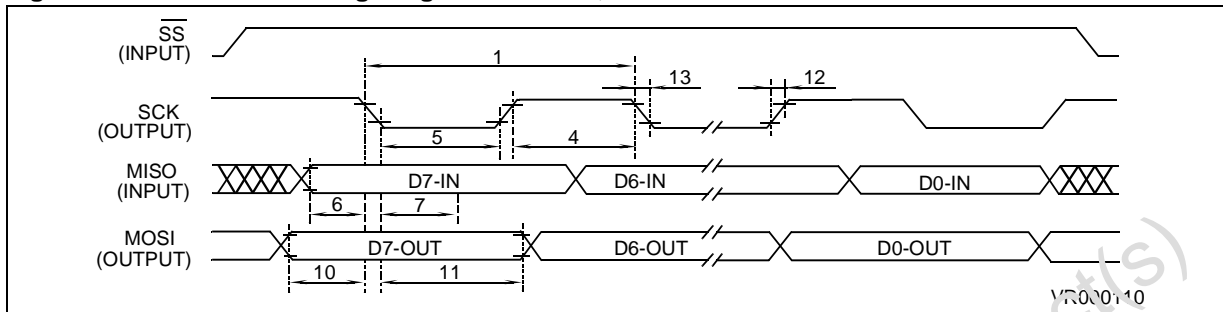 SS
(INPUT)
1
13
12
SCK
(OUTPUT)
5
4
MISO
(INPUT)
D7-IN
D6-IN
D0-IN
6
7
MOSI
(OUTPUT)
D7-OUT
D6-OUT
D0-OUT
10
11